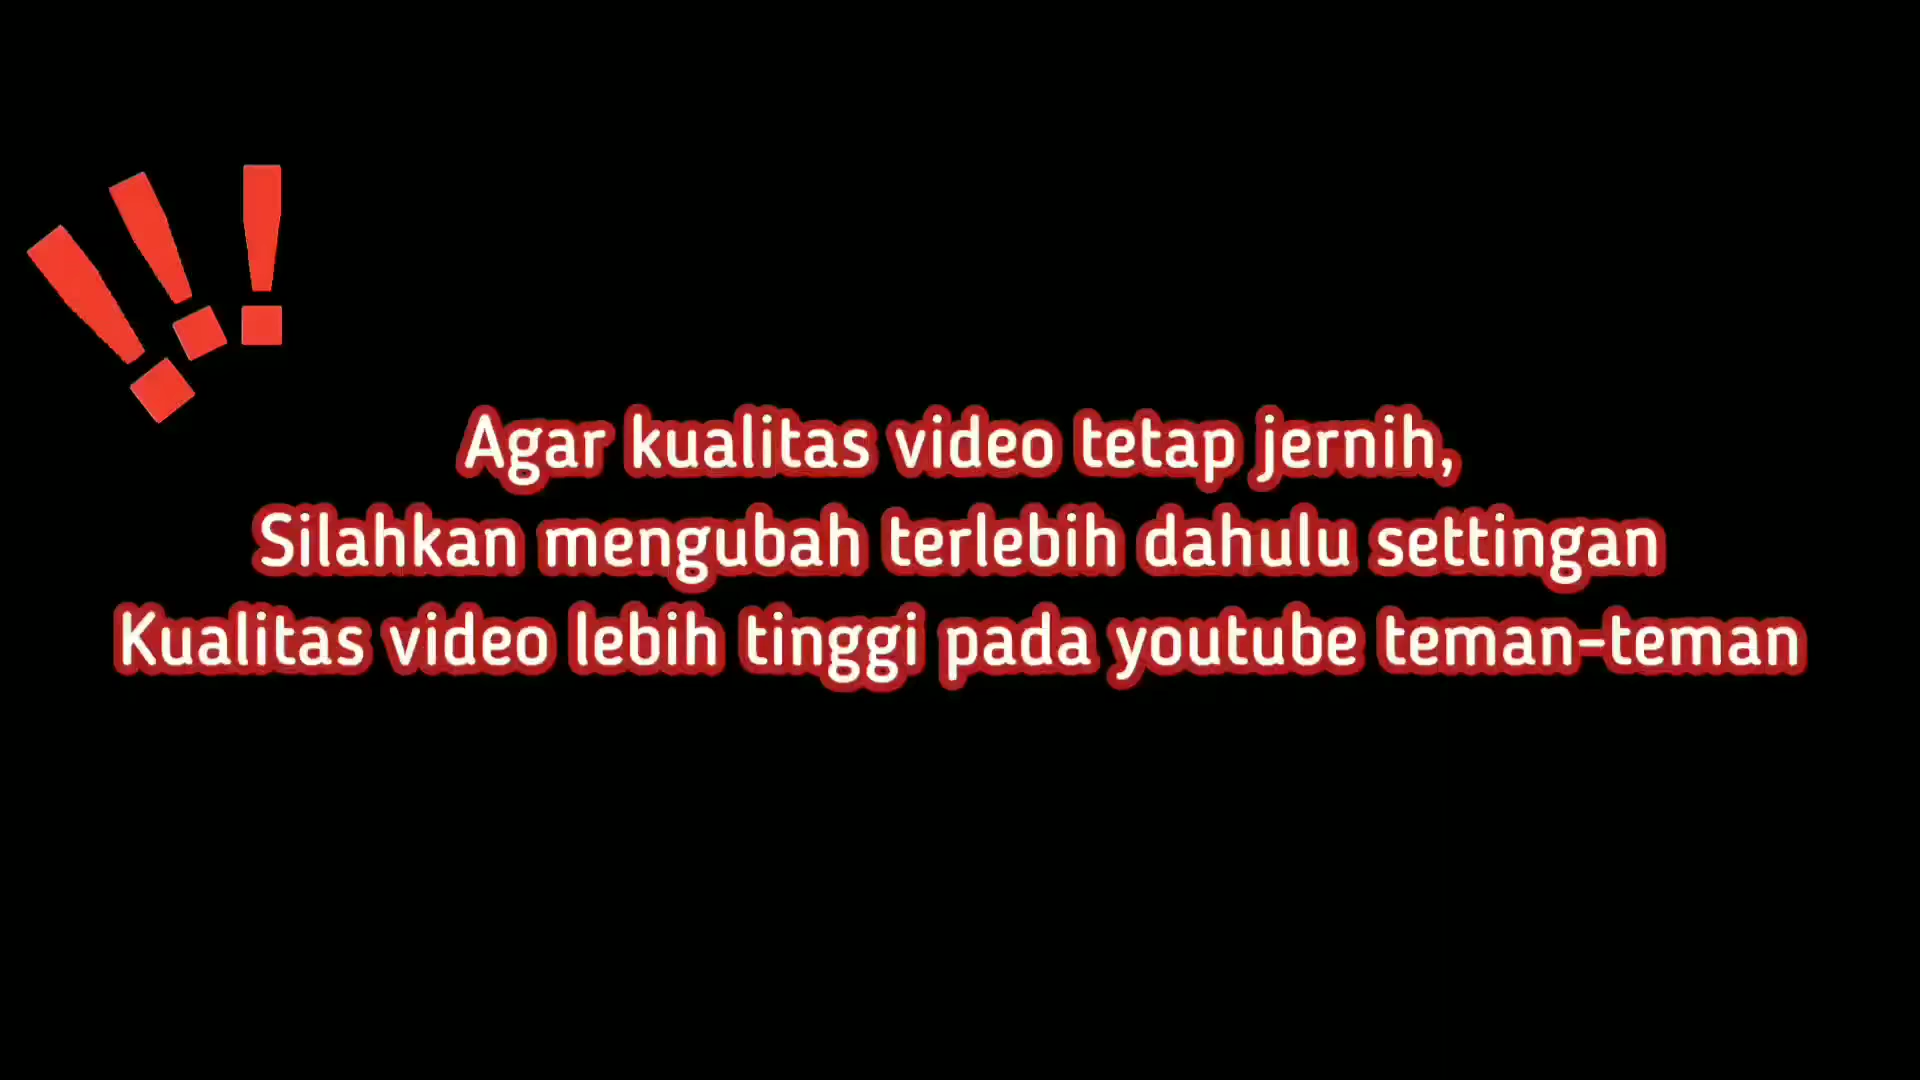 !!!
Agar kualitas video tetap jernih,
Silahkan mengubah terlebih dahulu settingan
Kualitas video lebih tinggi pada youtube teman-teman